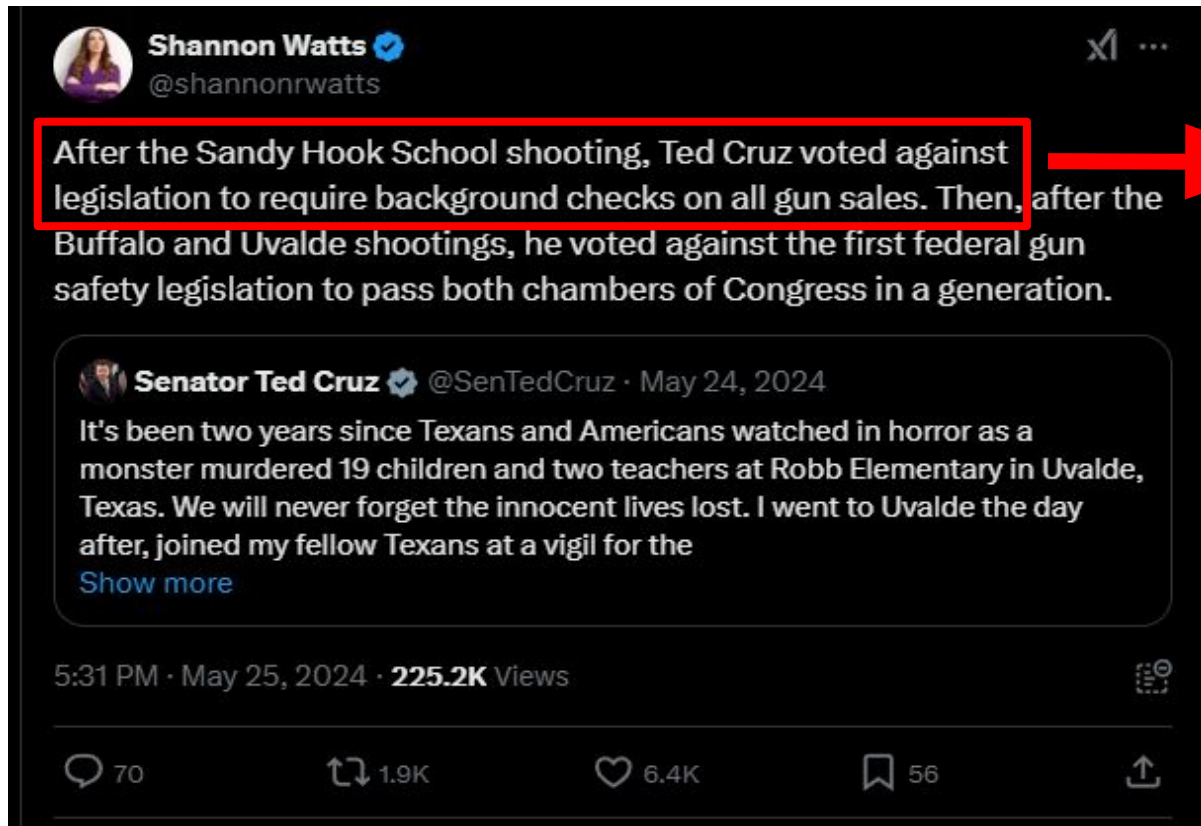 Shannon Watts
@shannonrwatts
After the Sandy Hook School shooting, Ted Cruz voted against
legislation to require background checks on all gun sales. Then, after the
Buffalo and Uvalde shootings, he voted against the first federal gun
safety legislation to pass both chambers of Congress in a generation.
Senator Ted Cruz @SenTedCruz · May 24, 2024
It's been two years since Texans and Americans watched in horror as a
monster murdered 19 children and two teachers at Robb Elementary in Uvalde,
Texas. We will never forget the innocent lives lost. I went to Uvalde the day
after, joined my fellow Texans at a vigil for the
Show more
5:31 PM · May 25, 2024 · 225.2K Views
70 1.9K 6.4K 56